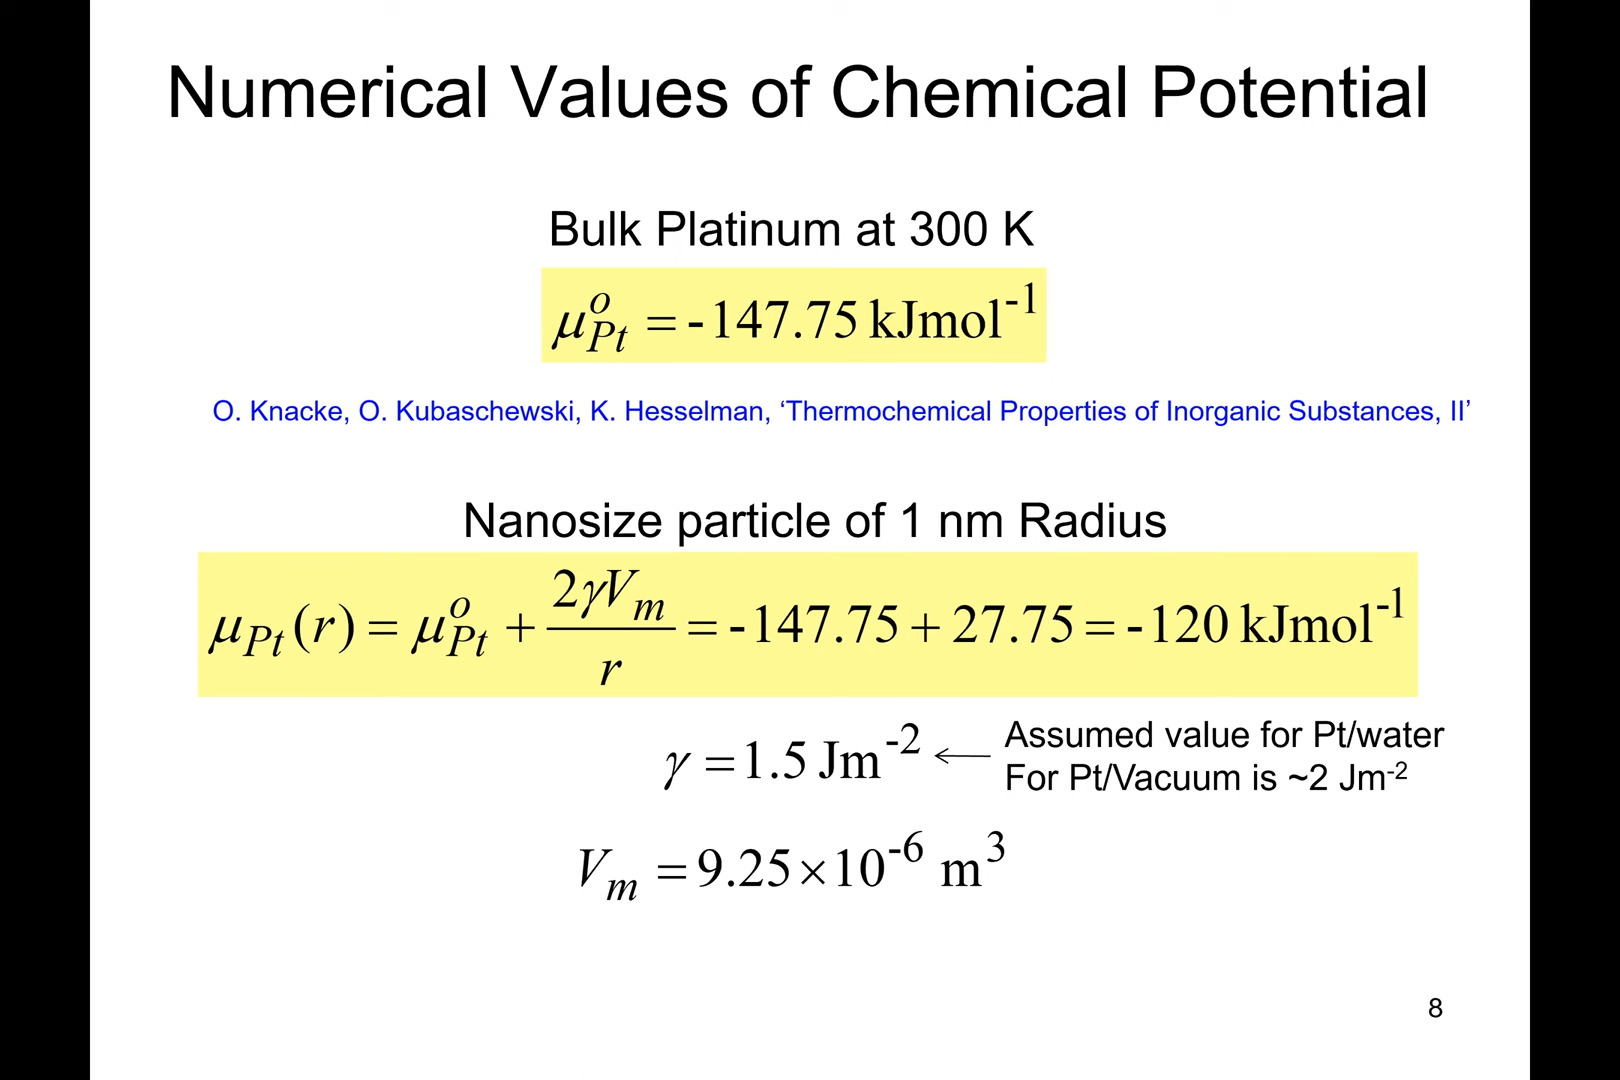 Numerical Values of Chemical Potential
Bulk Platinum at 300 K
μ°_Pt = -147.75 kJmol⁻¹
O. Knacke, O. Kubaschewski, K. Hesselman, ‘Thermochemical Properties of Inorganic Substances, II’
Nanosize particle of 1 nm Radius
μ_Pt(r) = μ°_Pt + 2γV_m / r = -147.75 + 27.75 = -120 kJmol⁻¹
γ = 1.5 Jm⁻² ← Assumed value for Pt/water
For Pt/Vacuum is ~2 Jm⁻²
V_m = 9.25×10⁻⁶ m³
8